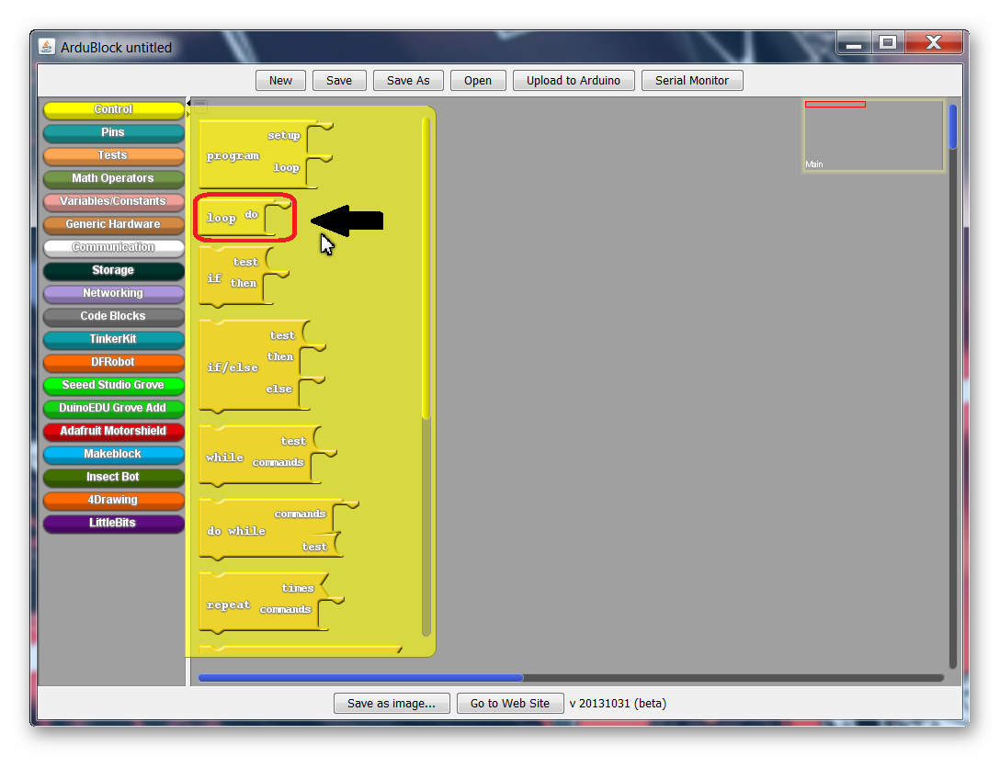 ArduBlock untitled
New Save Save As Open Upload to Arduino Serial Monitor
Control
Pins
Tests
Math Operators
Variables/Constants
Generic Hardware
Communication
Storage
Networking
Code Blocks
TinkerKit
DFRobot
Seeed Studio Grove
DuinoEDU Grove Add
Adafruit Motorshield
Makeblock
Insect Bot
4Drawing
LittleBits
setup
program
loop
loop do
test
if then
test
then
if/else
else
test
while commands
commands
do while
test
times
repeat commands
Main
Save as image... Go to Web Site v 20131031 (beta)